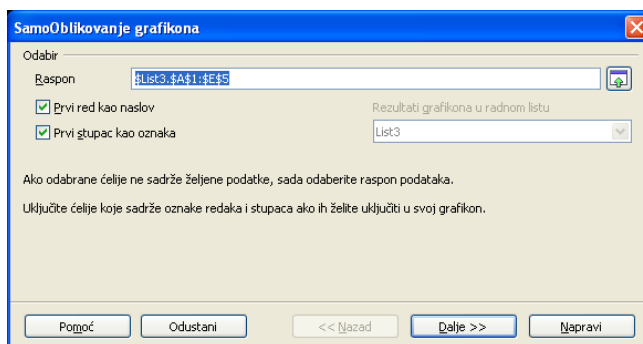 SamoOblikovanje grafikona
Odabir
Raspon $List3.$A$1:$E$5
Prvi red kao naslov Rezultati grafikona u radnom listu
Prvi stupac kao oznaka List3
Ako odabrane ćelije ne sadrže željene podatke, sada odaberite raspon podataka.
Uključite ćelije koje sadrže oznake redaka i stupaca ako ih želite uključiti u svoj grafikon.
Pomoć Odustani << Nazad Dalje >> Napravi